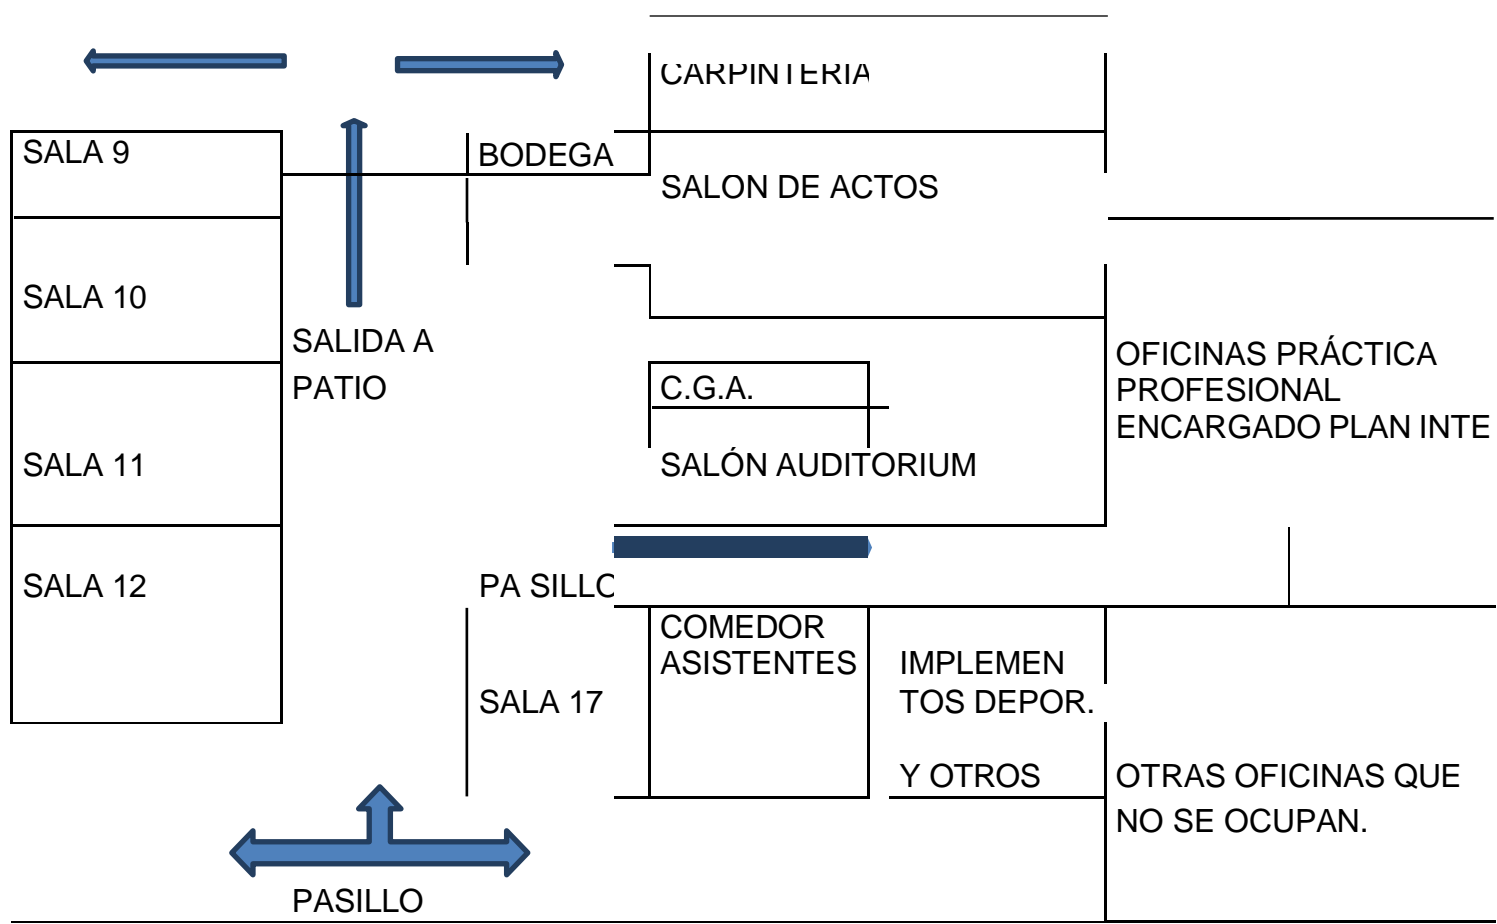 CARPINTERIA
SALA 9
BODEGA
SALON DE ACTOS
SALA 10
SALIDA A
PATIO
OFICINAS PRÁCTICA
PROFESIONAL
ENCARGADO PLAN INTE
C.G.A.
SALA 11
SALÓN AUDITORIUM
SALA 12
PA SILLO
COMEDOR
ASISTENTES
IMPLEMEN
TOS DEPOR.
Y OTROS
SALA 17
OTRAS OFICINAS QUE
NO SE OCUPAN.
PASILLO